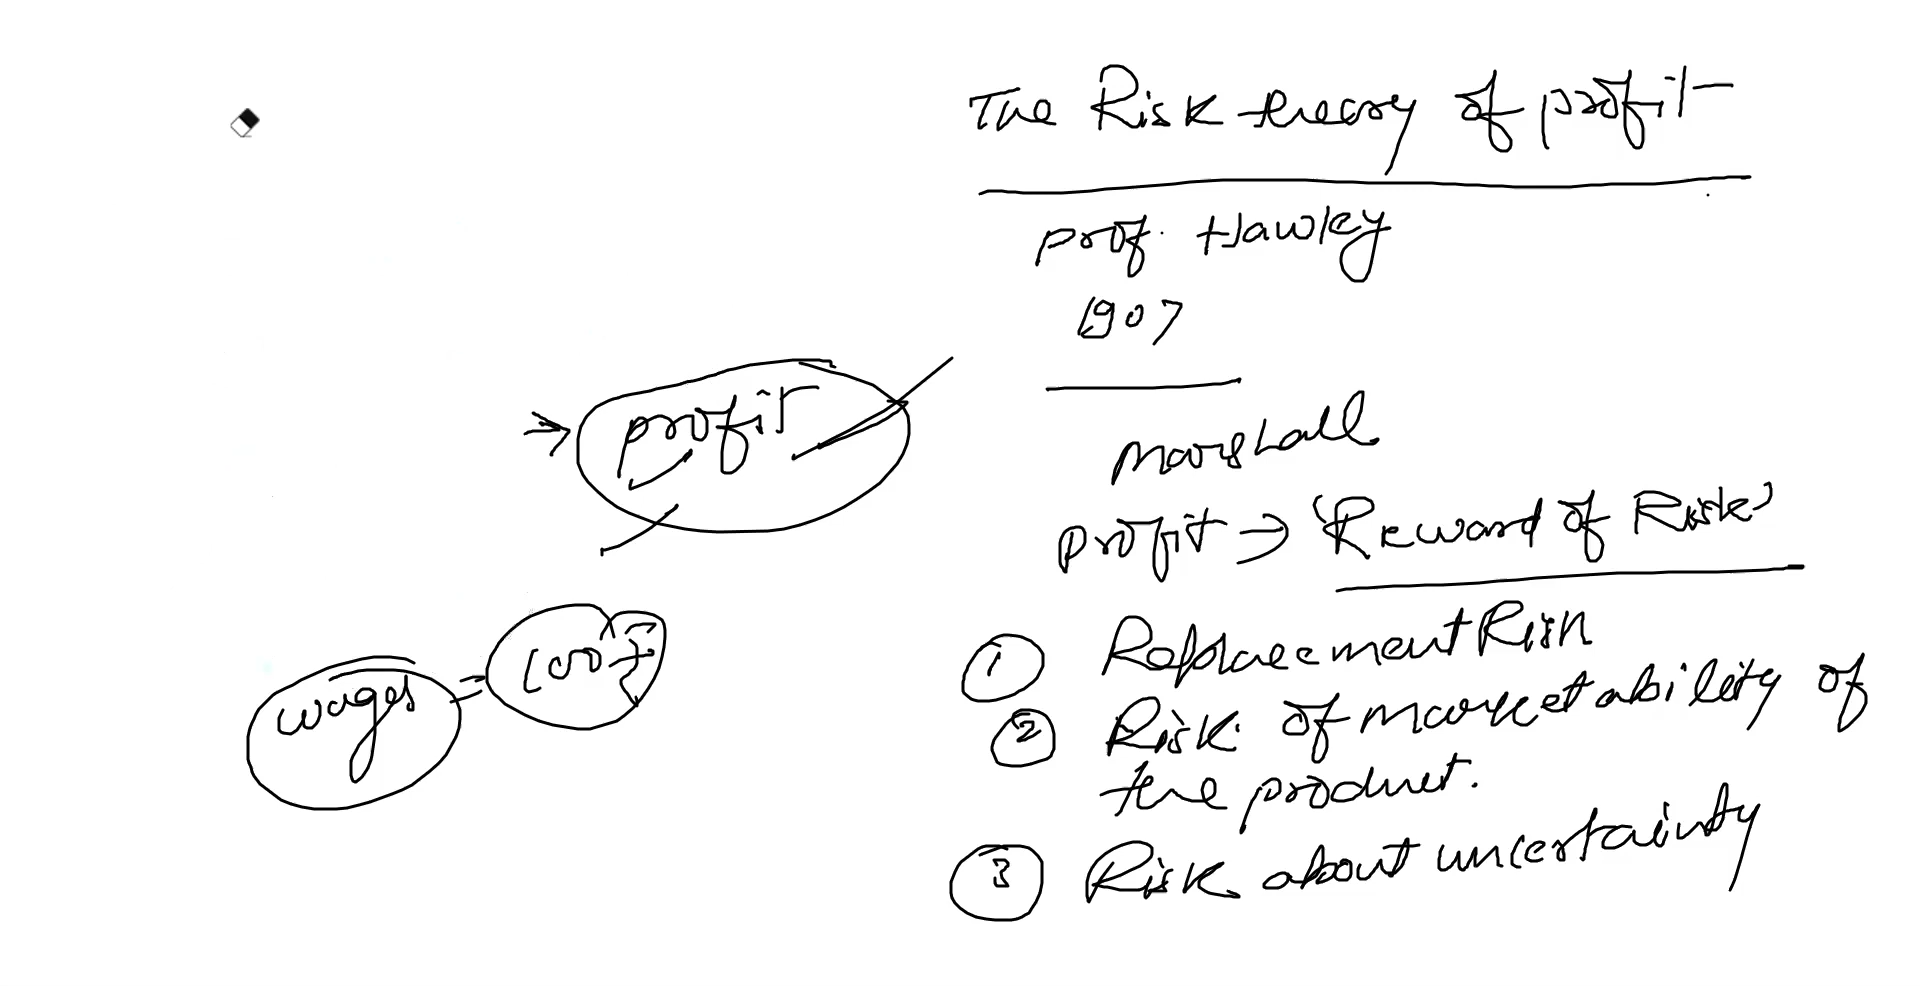 The Risk theory of profit
prof. Hawley
1907
Marshall
profit → 'Reward of Risk'
① Replacement Risk
② Risk of marketability of
the product.
③ Risk about uncertainty
profit
wages = 100₹